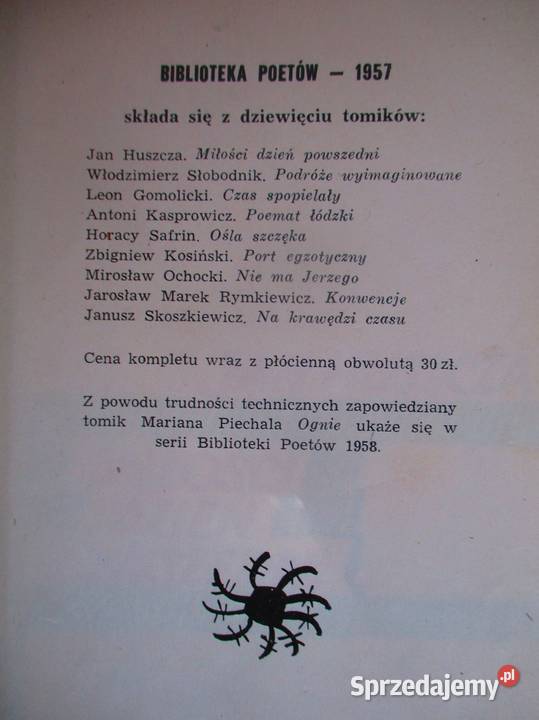 BIBLIOTEKA POETÓW — 1957
składa się z dziewięciu tomików:
Jan Huszcza. Miłości dzień powszedni
Włodzimierz Słobodnik. Podróże wyimaginowane
Leon Gomolicki. Czas spopielały
Antoni Kasprowicz. Poemat łódzki
Horacy Safrin. Ośla szczęka
Zbigniew Kosiński. Port egzotyczny
Mirosław Ochocki. Nie ma Jerzego
Jarosław Marek Rymkiewicz. Konwencje
Janusz Skoszkiewicz. Na krawędzi czasu
Cena kompletu wraz z płócienną obwolutą 30 zł.
Z powodu trudności technicznych zapowiedziany
tomik Mariana Piechala Ognie ukaże się w
serii Biblioteki Poetów 1958.
Sprzedajemy.pl